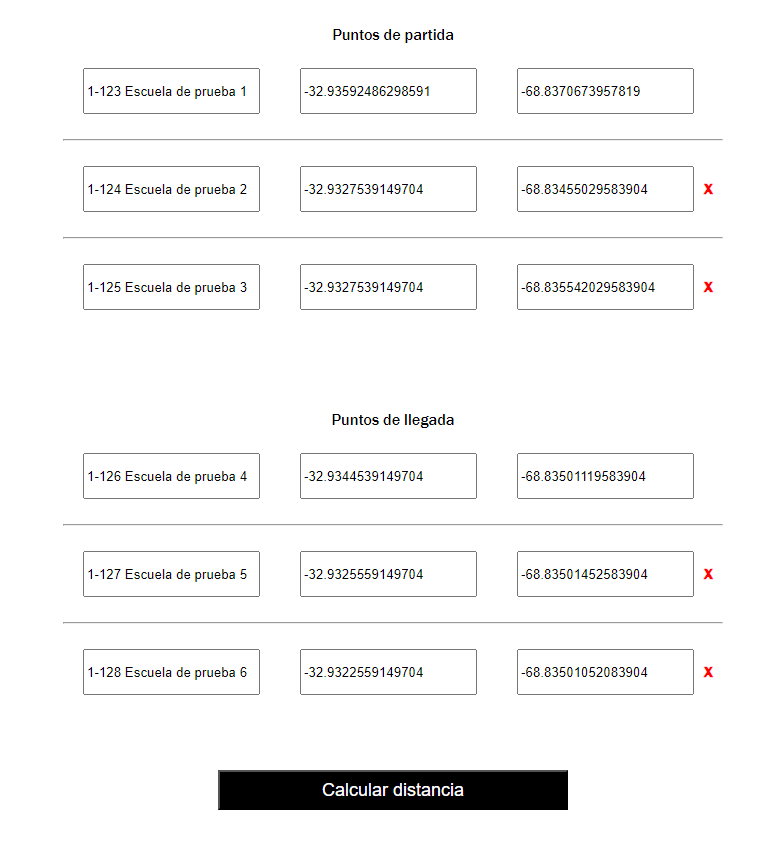 Puntos de partida
1-123 Escuela de prueba 1 -32.93592486298591 -68.8370673957819
1-124 Escuela de prueba 2 -32.9327539149704 -68.83455029583904 X
1-125 Escuela de prueba 3 -32.9327539149704 -68.835542029583904 X
Puntos de llegada
1-126 Escuela de prueba 4 -32.9344539149704 -68.83501119583904
1-127 Escuela de prueba 5 -32.9325559149704 -68.83501452583904 X
1-128 Escuela de prueba 6 -32.9322559149704 -68.83501052083904 X
Calcular distancia